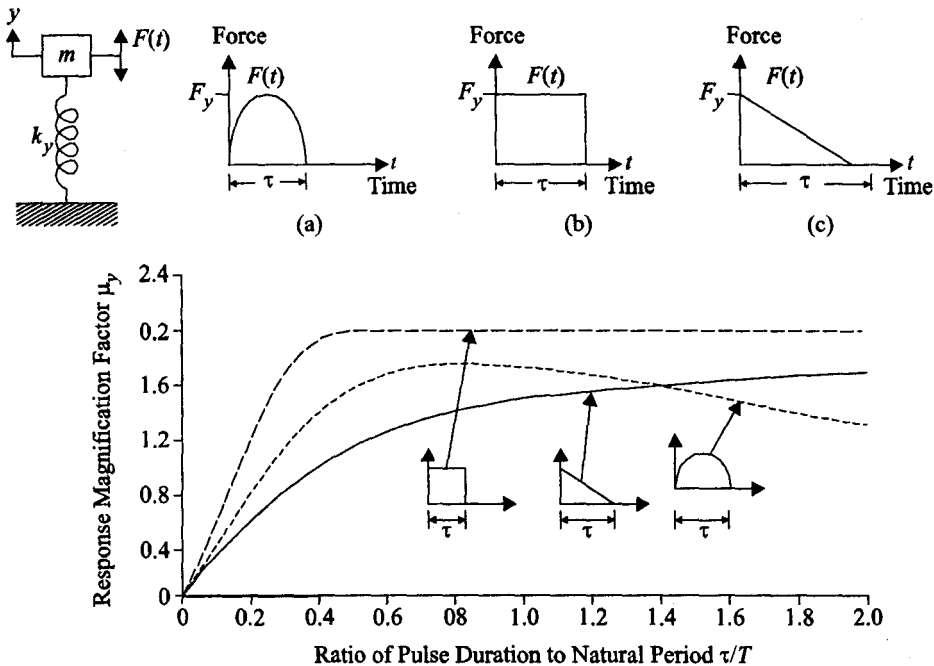 y
F(t)
m
k_y
Force
F_y
F(t)
t
Time
τ
(a)
Force
F_y
F(t)
t
Time
τ
(b)
Force
F_y
F(t)
t
Time
τ
(c)
Response Magnification Factor μ_y
2.4
0.2
1.6
1.2
0.8
0.4
0
τ
τ
τ
0 0.2 0.4 0.6 08 1.0 1.2 1.4 1.6 1.8 2.0
Ratio of Pulse Duration to Natural Period τ/T